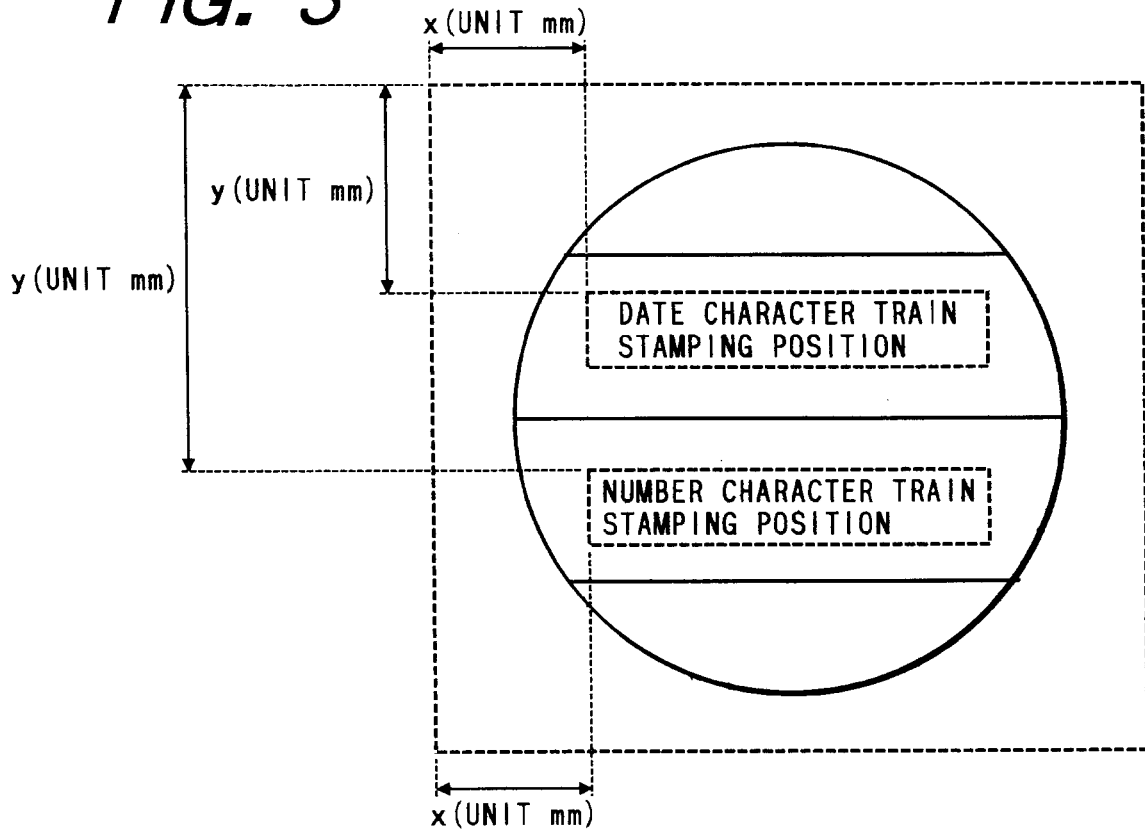 FIG.
x(UNIT mm)
y(UNIT mm)
y(UNIT mm)
DATE CHARACTER TRAIN
STAMPING POSITION
NUMBER CHARACTER TRAIN
STAMPING POSITION
x(UNIT mm)